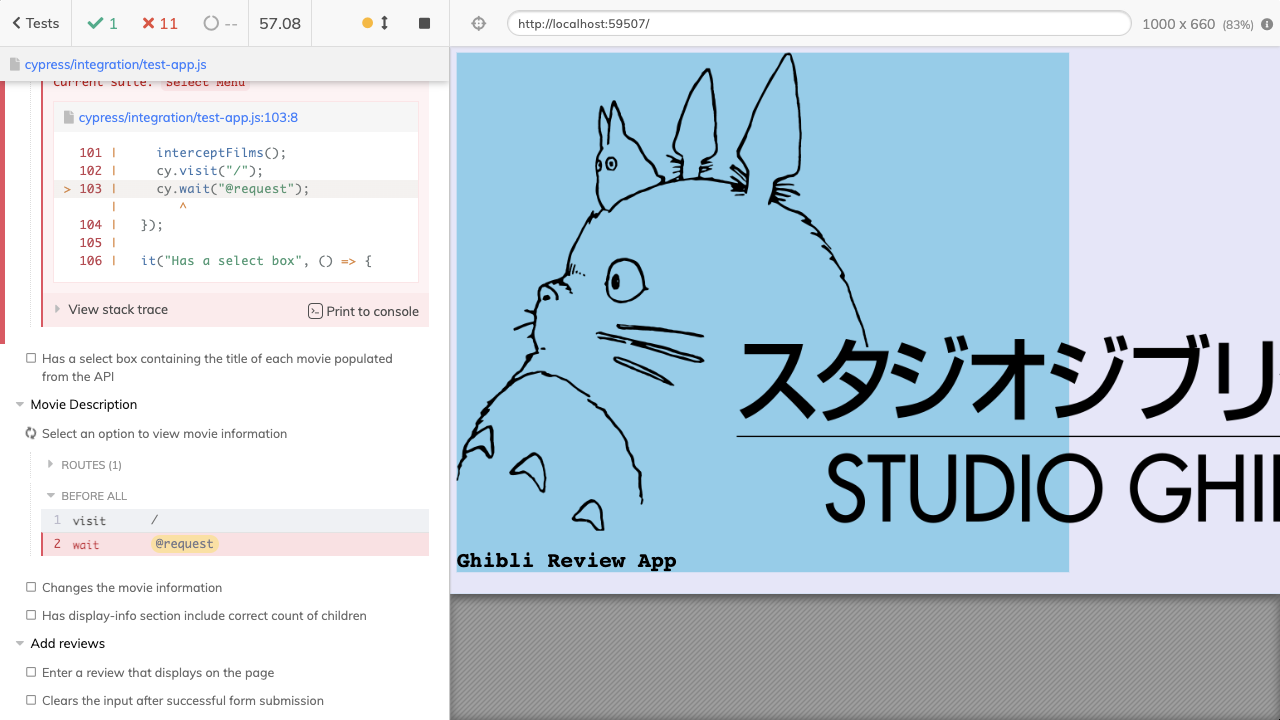 Tests
1
11
--
57.08
http://localhost:59507/
1000 x 660 (83%)
cypress/integration/test-app.js
Current suite: Select Menu
cypress/integration/test-app.js:103:8
101 | interceptFilms();
102 | cy.visit("/");
> 103 | cy.wait("@request");
| ^
104 | });
105 |
106 | it("Has a select box", () => {
View stack trace
Print to console
Has a select box containing the title of each movie populated
from the API
Movie Description
Select an option to view movie information
ROUTES (1)
BEFORE ALL
1 visit /
2 wait @request
Changes the movie information
Has display-info section include correct count of children
Add reviews
Enter a review that displays on the page
Clears the input after successful form submission
スタジオジブリ
STUDIO GHI
Ghibli Review App